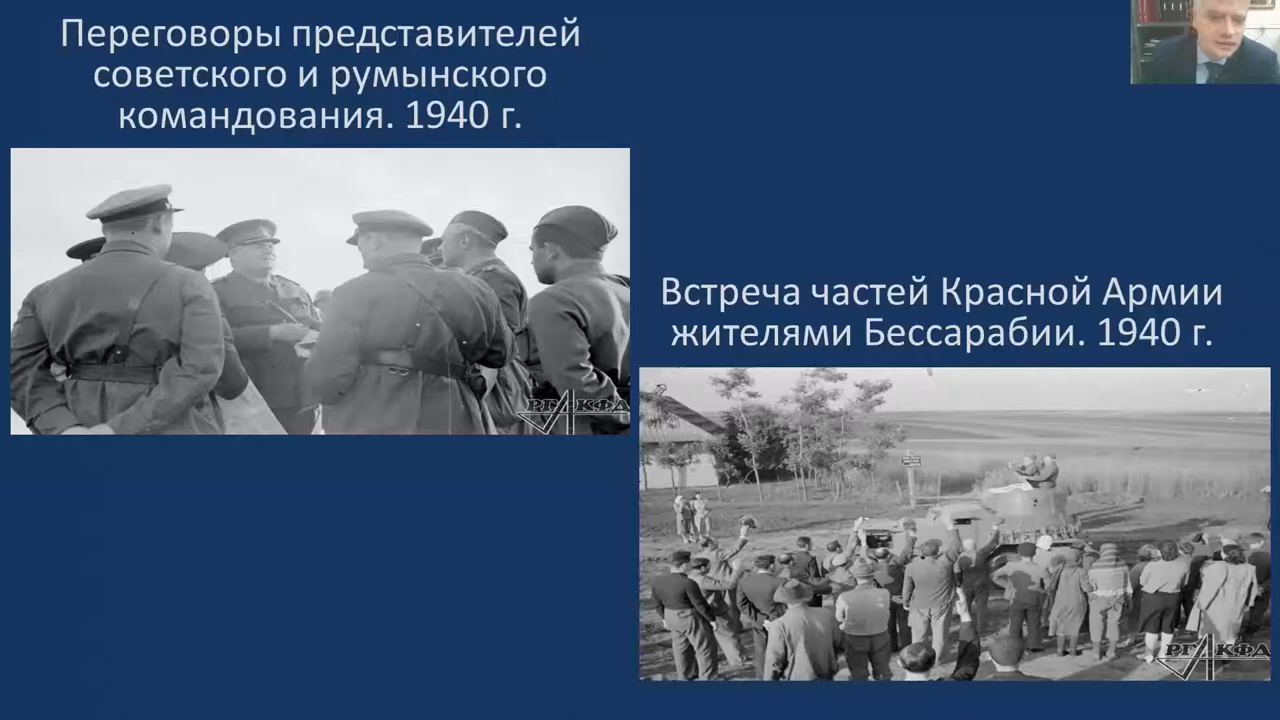 Переговоры представителей
советского и румынского
командования. 1940 г.
РГАКФД
Встреча частей Красной Армии
жителями Бессарабии. 1940 г.
РГАКФД